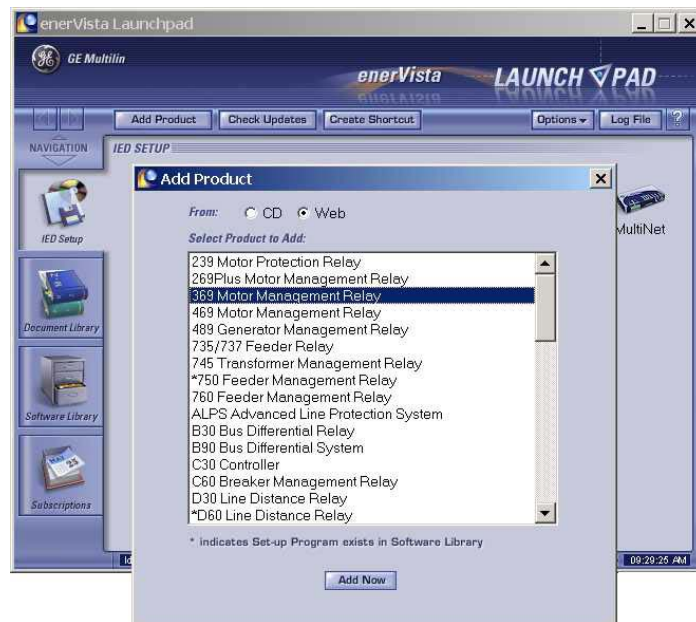 enerVista Launchpad
GE Multilin
enerVista LAUNCH PAD
Add Product Check Updates Create Shortcut Options Log File ?
NAVIGATION
IED SETUP
Add Product
From: CD Web
Select Product to Add:
239 Motor Protection Relay
269Plus Motor Management Relay
369 Motor Management Relay
469 Motor Management Relay
489 Generator Management Relay
735/737 Feeder Relay
745 Transformer Management Relay
*750 Feeder Management Relay
760 Feeder Management Relay
ALPS Advanced Line Protection System
B30 Bus Differential Relay
B90 Bus Differential System
C30 Controller
C60 Breaker Management Relay
D30 Line Distance Relay
*D60 Line Distance Relay
* indicates Set-up Program exists in Software Library
Add Now
IED Setup
Document Library
Software Library
MAY 25
Subscriptions
MultiNet
09:29:25 AM